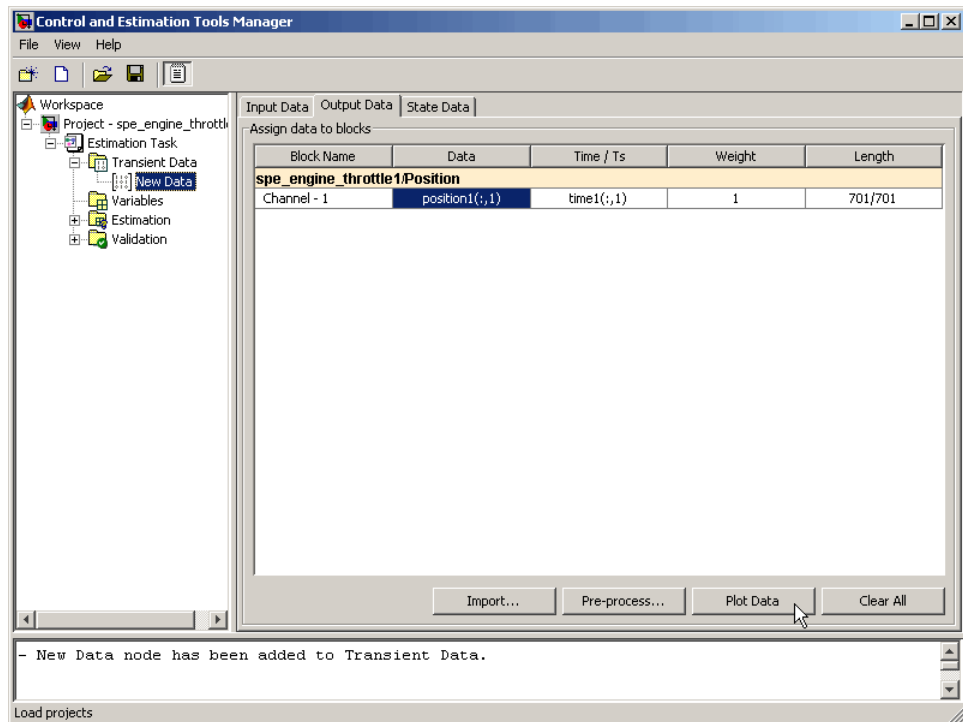 Control and Estimation Tools Manager
File View Help
Workspace
Project - spe_engine_throttl
Estimation Task
Transient Data
New Data
Variables
Estimation
Validation
Input Data Output Data State Data
Assign data to blocks
Block Name Data Time / Ts Weight Length
spe_engine_throttle1/Position
Channel - 1 position1(:,1) time1(:,1) 1 701/701
Import... Pre-process... Plot Data Clear All
- New Data node has been added to Transient Data.
Load projects